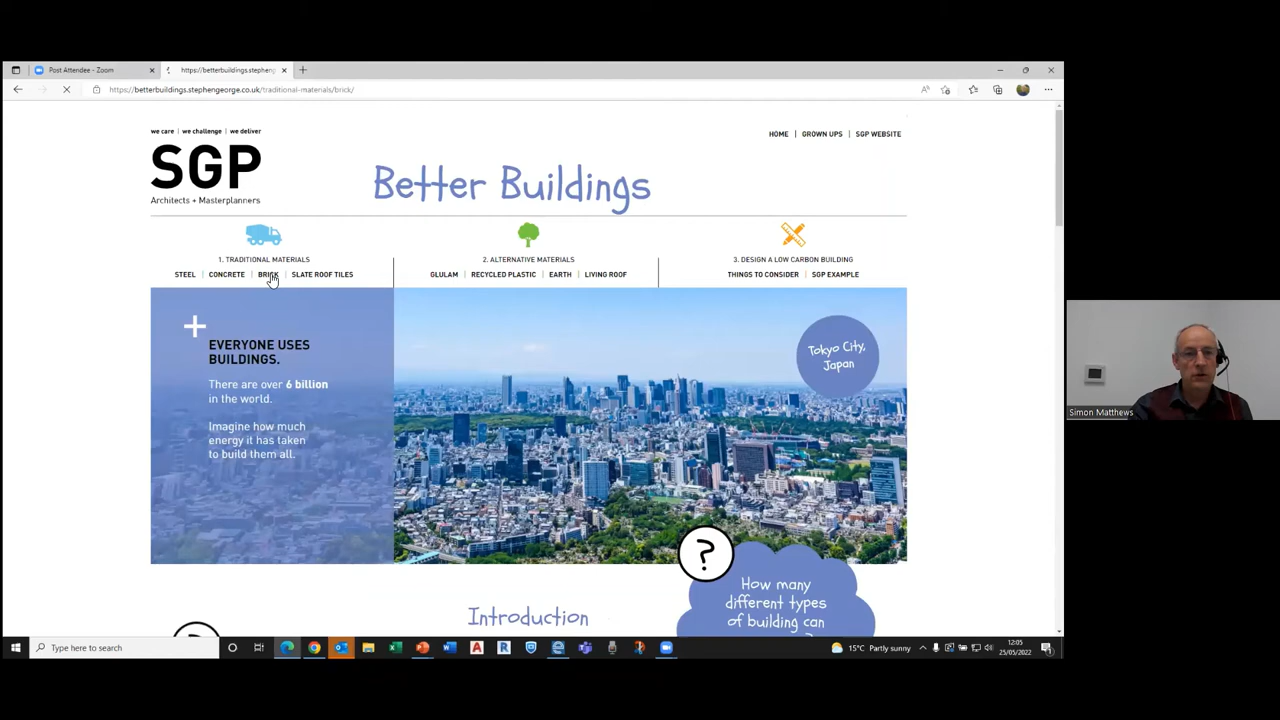 Post Attendee - Zoom
https://betterbuildings.stepheng
https://betterbuildings.stephengeorge.co.uk/traditional-materials/brick/
we care | we challenge | we deliver
SGP
Architects + Masterplanners
HOME | GROWN UPS | SGP WEBSITE
Better Buildings
1. TRADITIONAL MATERIALS
STEEL | CONCRETE | BRICK | SLATE ROOF TILES
2. ALTERNATIVE MATERIALS
GLULAM | RECYCLED PLASTIC | EARTH | LIVING ROOF
3. DESIGN A LOW CARBON BUILDING
THINGS TO CONSIDER | SGP EXAMPLE
EVERYONE USES
BUILDINGS.
There are over 6 billion
in the world.
Imagine how much
energy it has taken
to build them all.
Tokyo City,
Japan
Introduction
?
How many
different types
of building can
Simon Matthews
Type here to search
15°C Partly sunny
12:05
25/05/2022